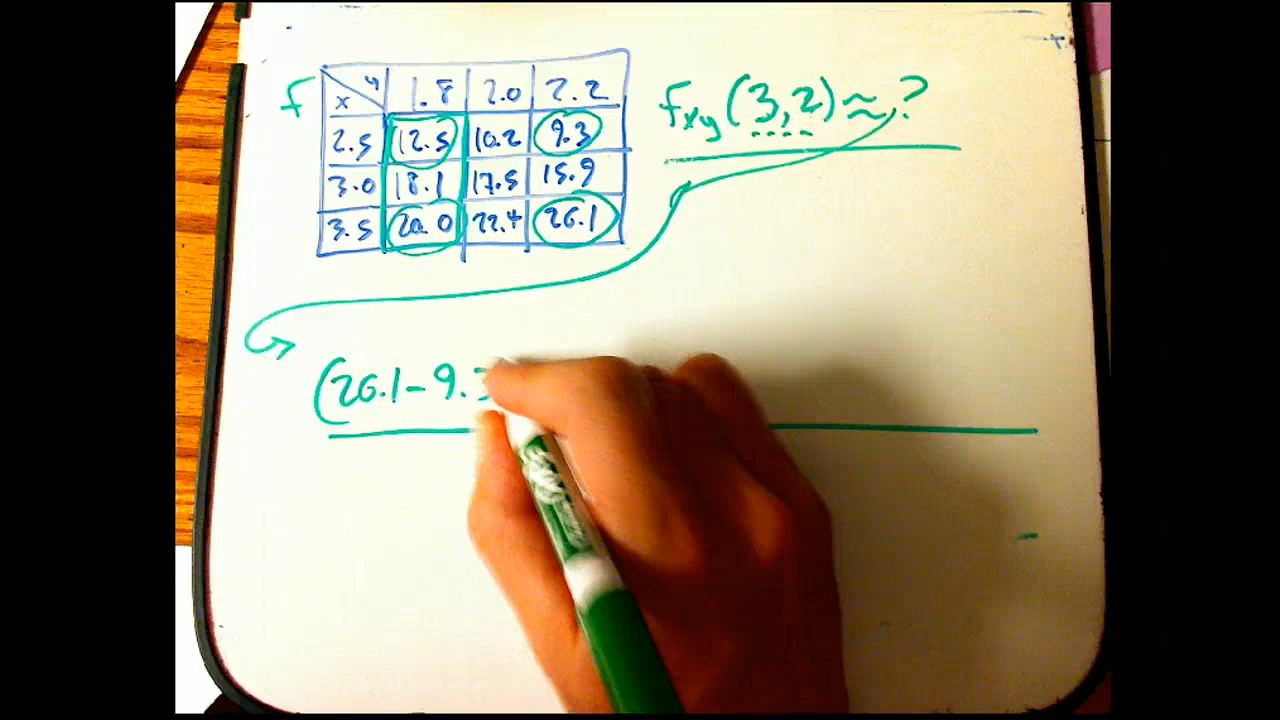 f x y 1.8 2.0 2.2
2.5 12.5 10.2 9.3
3.0 18.1 17.5 15.9
3.5 20.0 22.4 26.1
fxy(3,2) ≈ ?
(26.1-9.3